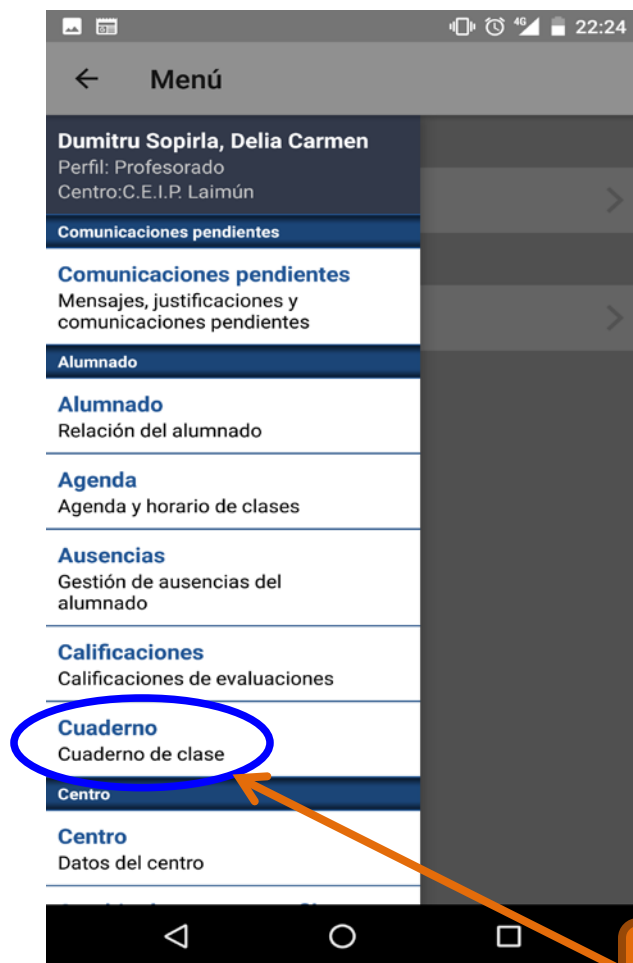 4G 22:24
Menú
Dumitru Sopirla, Delia Carmen
Perfil: Profesorado
Centro:C.E.I.P. Laimún
Comunicaciones pendientes
Comunicaciones pendientes
Mensajes, justificaciones y
comunicaciones pendientes
Alumnado
Alumnado
Relación del alumnado
Agenda
Agenda y horario de clases
Ausencias
Gestión de ausencias del
alumnado
Calificaciones
Calificaciones de evaluaciones
Cuaderno
Cuaderno de clase
Centro
Centro
Datos del centro